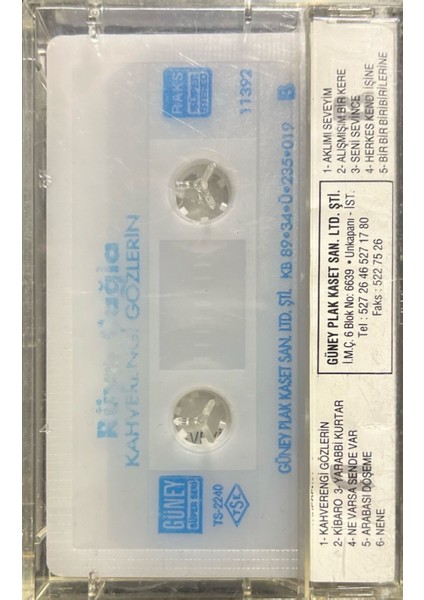 RAKS
11392
B
Rüya Çağla
KAHVERENGİ GÖZLERİN
GÜNEY PLAK KASET SAN. LTD. ŞTİ. KB 89•34•Ü•235•019
GÜNEY
TS-2240
TSE
1- KAHVERENGİ GÖZLERİN
2- KİBARO 3- YARABBİ KURTAR
4- NE VARSA SENDE VAR
5- ARABASI DÖŞEME
6- NENE
GÜNEY PLAK KASET SAN. LTD. ŞTİ.
İ.M.Ç. 6 Blok No: 6639 • Unkapanı - İST.
Tel : 527 26 46 527 17 80
Faks : 522 75 26
1- AKLIMI SEVEYİM
2- ALIŞMIŞIM BİR KERE
3- SENİ SEVİNCE
4- HERKES KENDİ İŞİNE
5- BİR BİR BİRİBİRİLERİNE